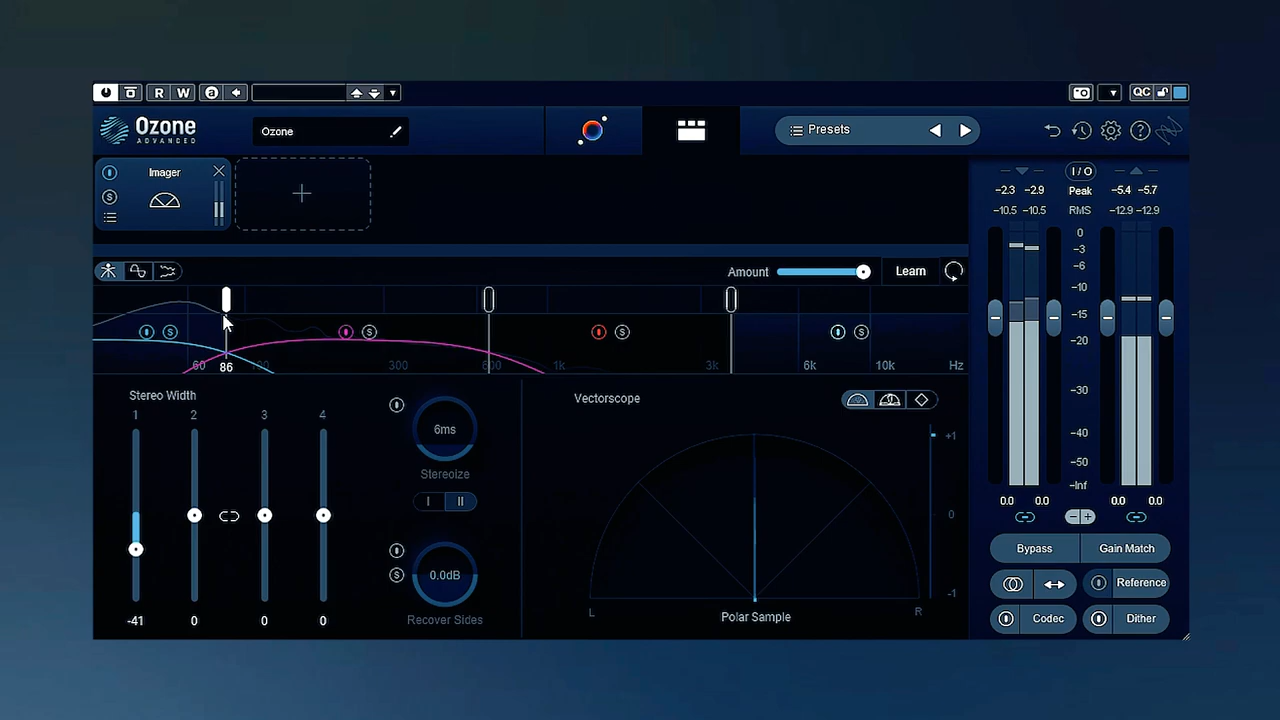 R W a QC
Ozone
ADVANCED
Ozone
Presets
I / O
Imager
S
-2.3 -2.9 Peak -5.4 -5.7
-10.5 -10.5 RMS -12.9 -12.9
Amount Learn
S S S S
60 86 100 300 800 1k 3k 6k 10k Hz
0
-3
-6
-10
-15
-20
-30
-40
-50
-Inf
Stereo Width
1 2 3 4
-41 0 0 0
6ms
Stereoize
I II
S
0.0dB
Recover Sides
Vectorscope
+1
0
-1
L R
Polar Sample
0.0 0.0 0.0 0.0
Bypass Gain Match
Reference
Codec Dither